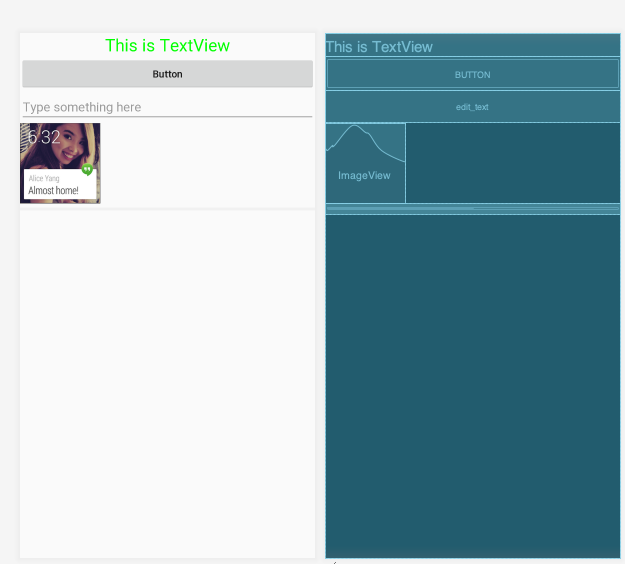 This is TextView
Button
Type something here
6:32
Alice Yang
Almost home!
This is TextView
BUTTON
edit_text
ImageView